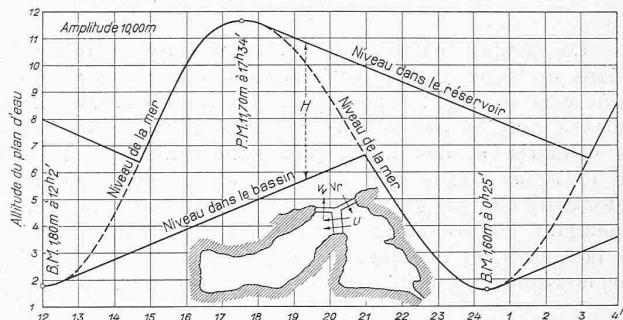 Amplitude 10,00m
Altitude du plan d'eau
12
11
10
9
8
7
6
5
4
3
2
1
B.M. 1,80m à 12h2'
Niveau de la mer
P.M. 11,70m à 17h34'
H
Niveau de la mer
Niveau dans le réservoir
Niveau dans le bassin
Vv Vr
U
B.M. 1,60m à 0h25'
12 13 14 15 16 17 18 19 20 21 22 23 24 1 2 3 4h